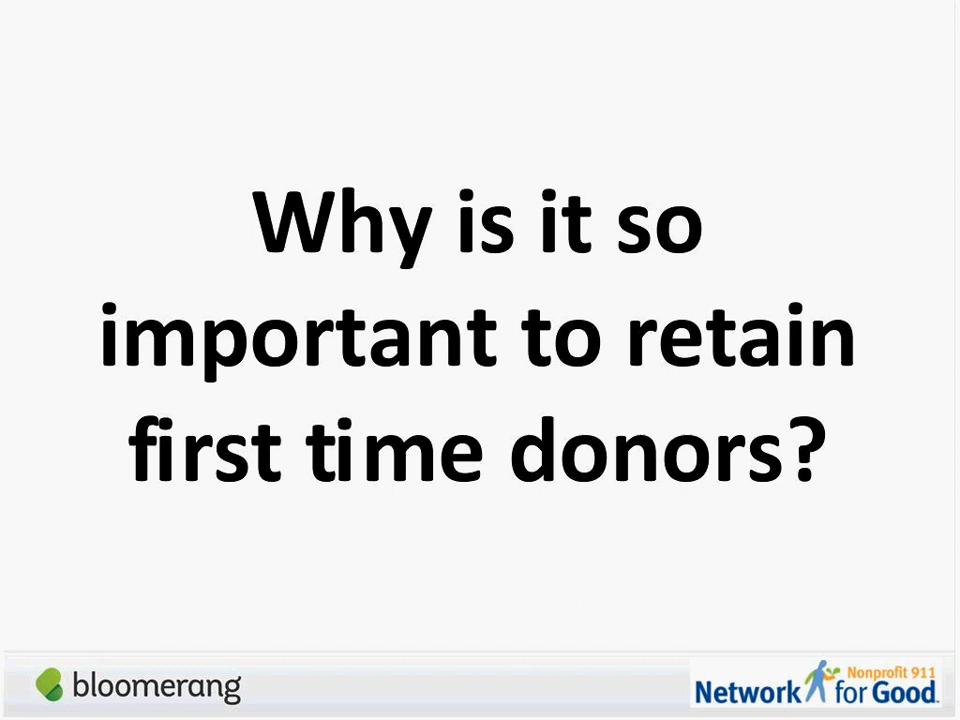 Why is it so
important to retain
first time donors?
bloomerang
Nonprofit 911
Network for Good.